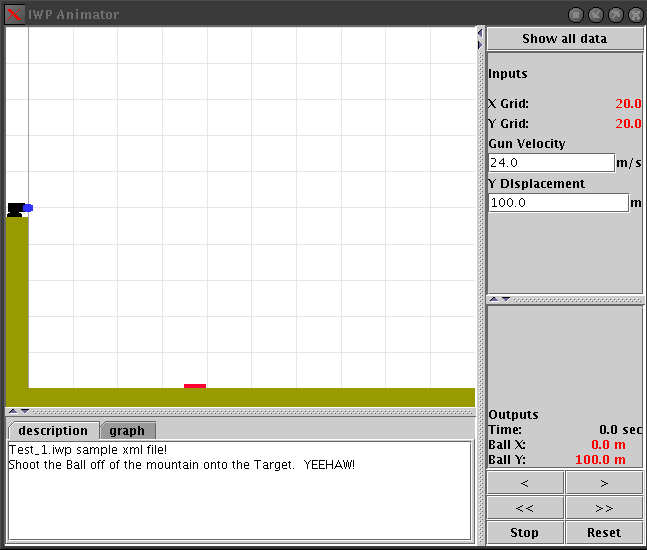 IWP Animator
Show all data
Inputs
X Grid: 20.0
Y Grid: 20.0
Gun Velocity
24.0 m/s
Y DIsplacement
100.0 m
Outputs
Time: 0.0 sec
Ball X: 0.0 m
Ball Y: 100.0 m
< >
<< >>
Stop Reset
description graph
Test_1.iwp sample xml file!
Shoot the Ball off of the mountain onto the Target. YEEHAW!